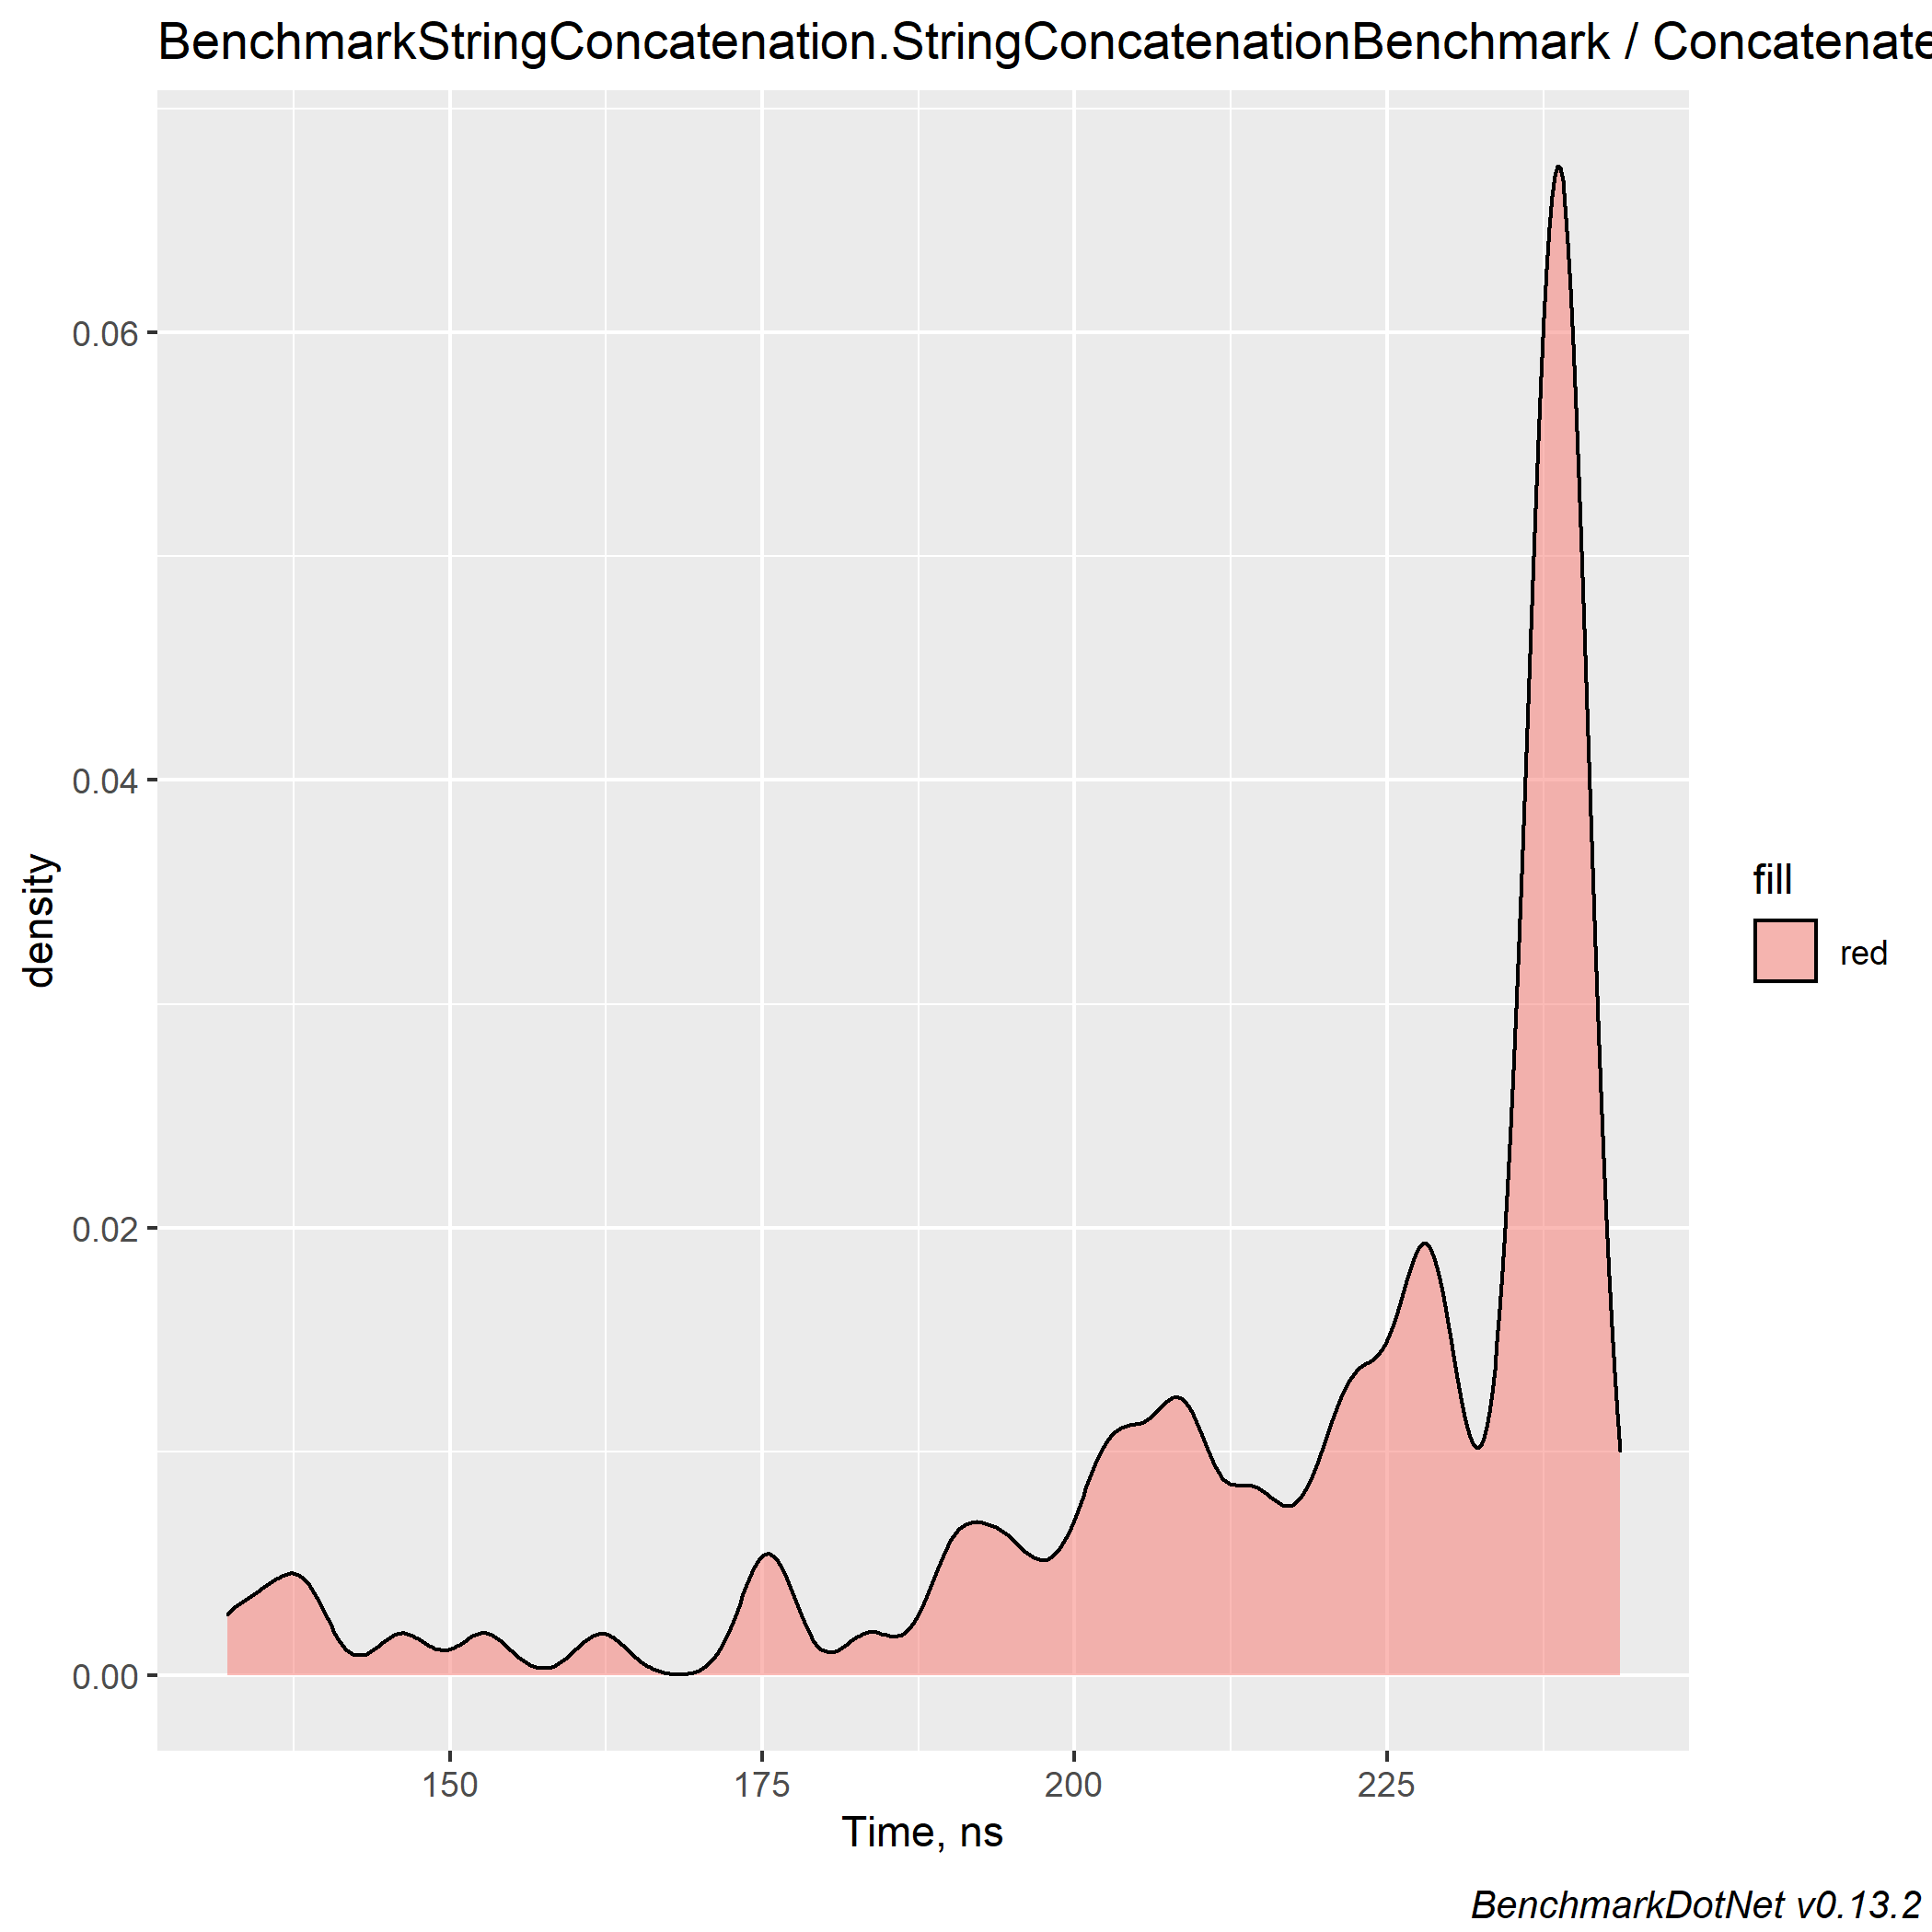 BenchmarkStringConcatenation.StringConcatenationBenchmark / Concatenate
0.06
0.04
0.02
0.00
density
150 175 200 225
Time, ns
fill
red
BenchmarkDotNet v0.13.2